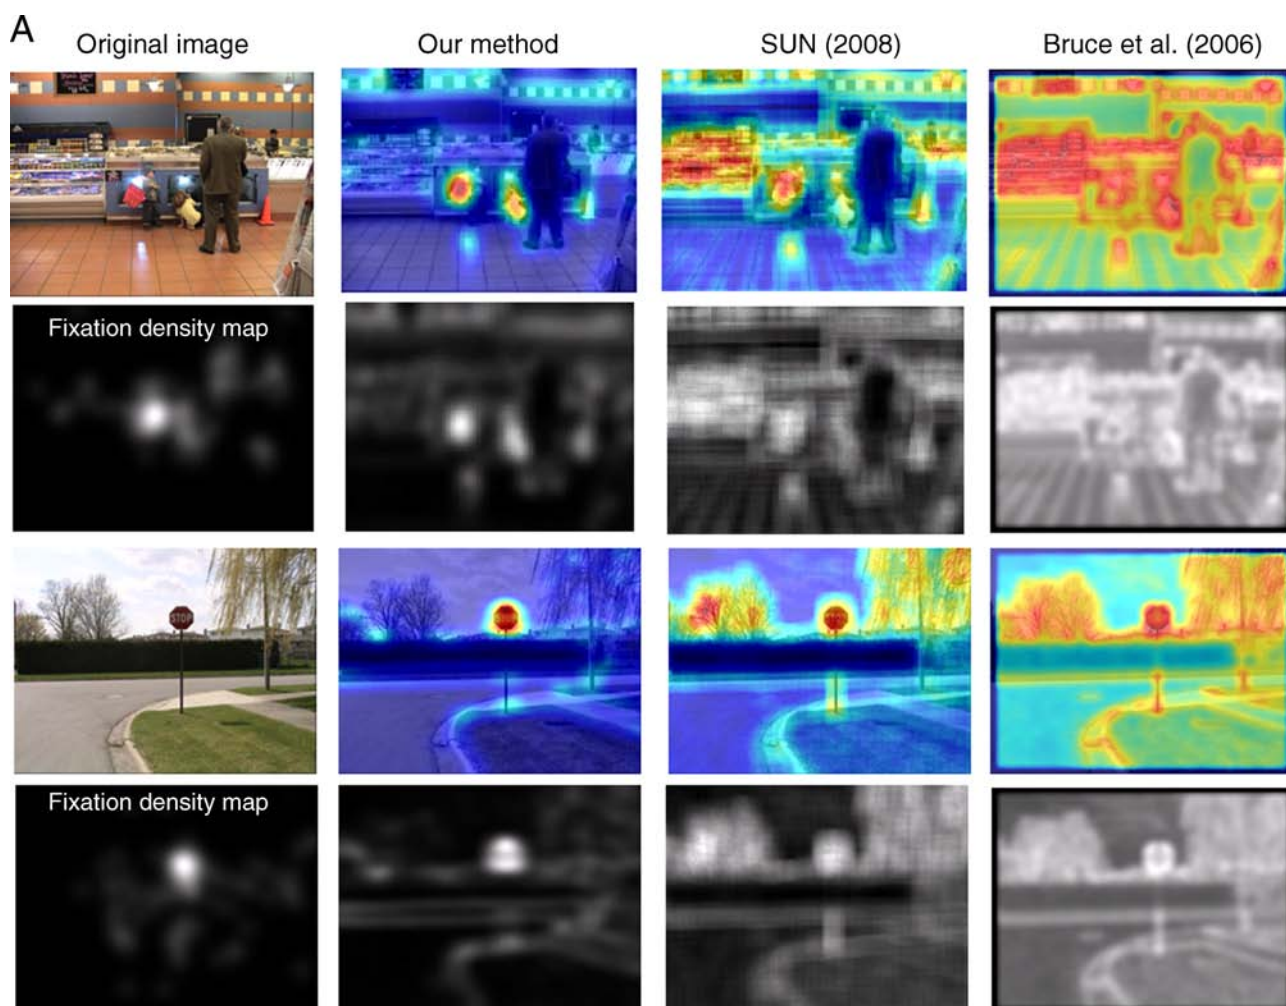 A
Original image
Our method
SUN (2008)
Bruce et al. (2006)
Fixation density map
STOP
Fixation density map